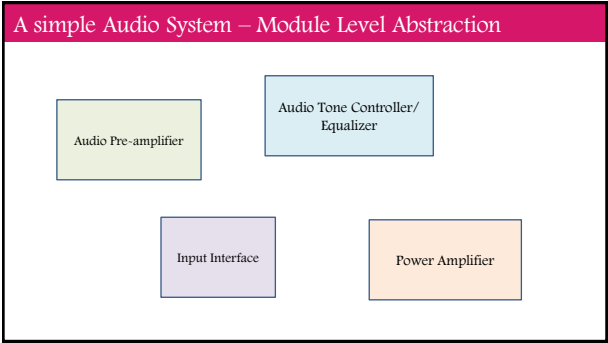 A simple Audio System – Module Level Abstraction
Audio Tone Controller/
Equalizer
Audio Pre-amplifier
Input Interface
Power Amplifier